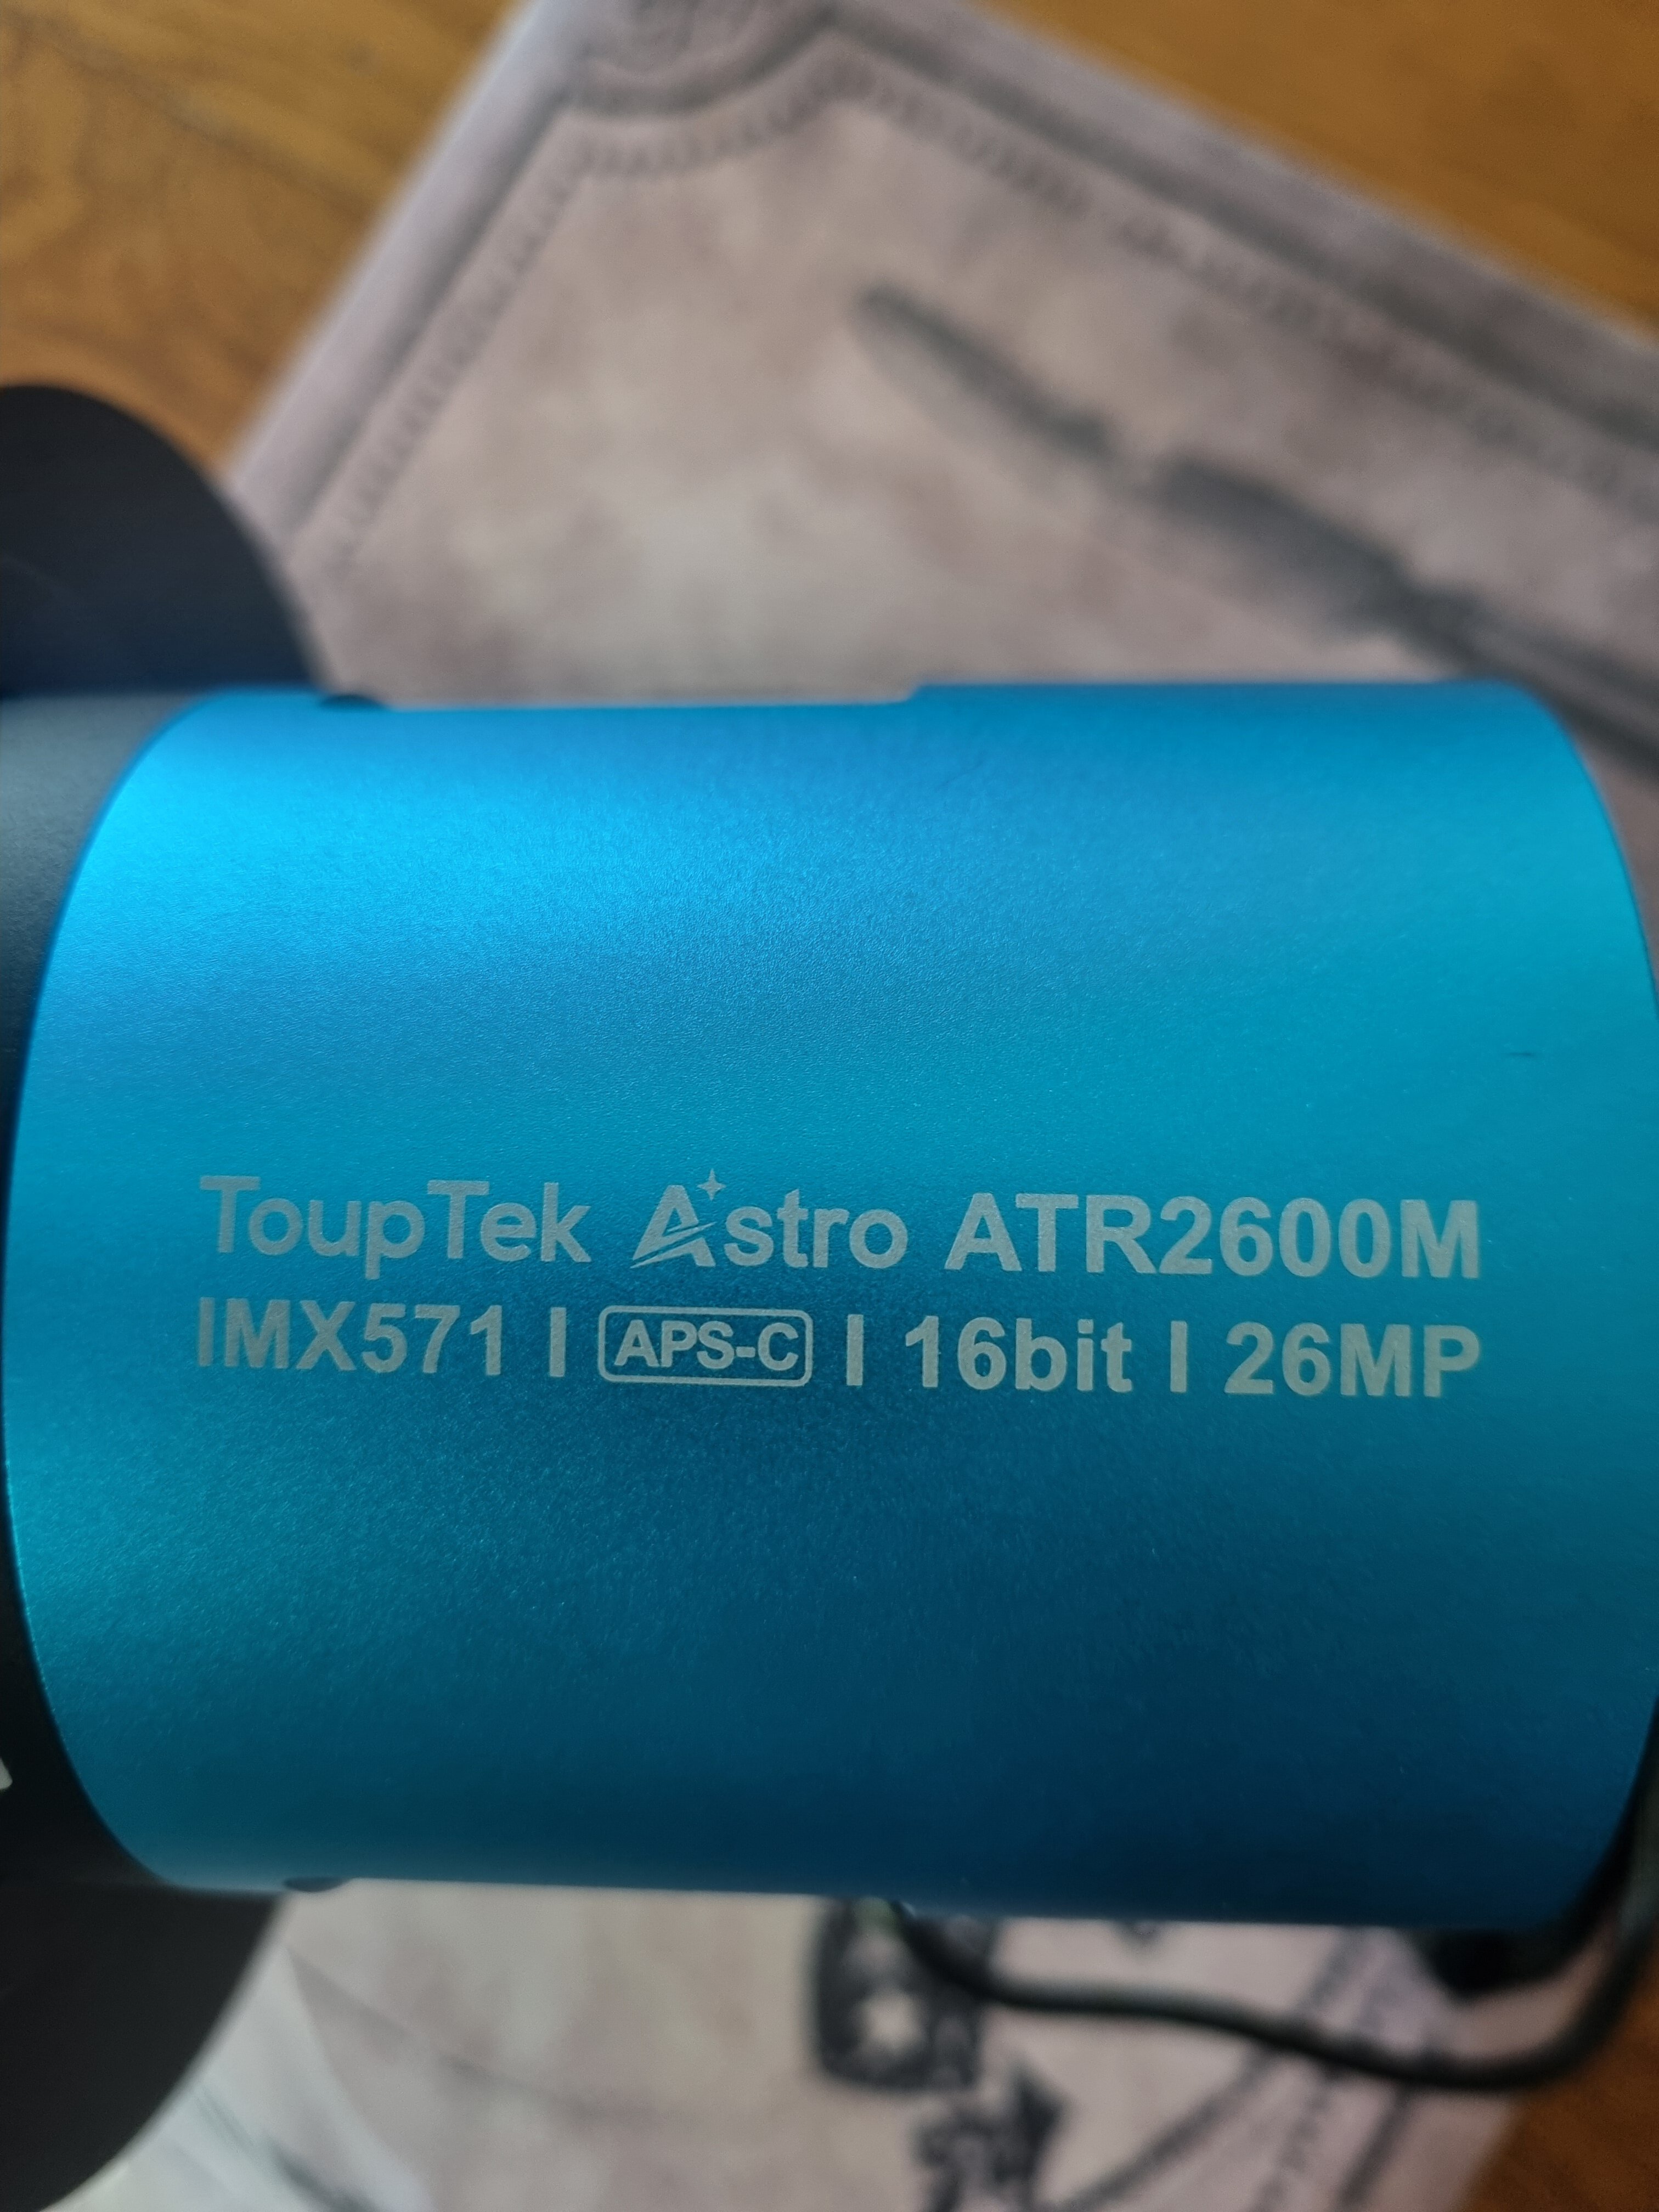 ToupTek Astro ATR2600M
IMX571 | APS-C | 16bit | 26MP